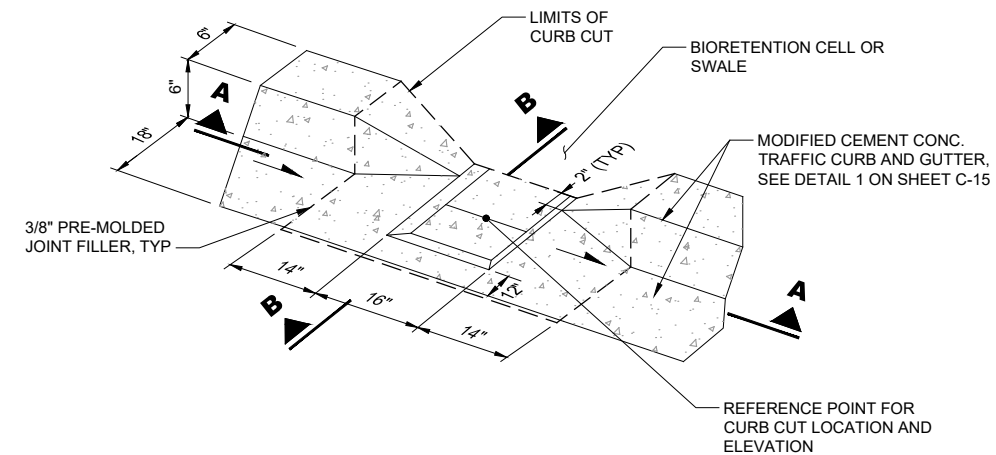 LIMITS OF
CURB CUT
BIORETENTION CELL OR
SWALE
6"
6"
A
18"
B
2" (TYP)
MODIFIED CEMENT CONC.
TRAFFIC CURB AND GUTTER,
SEE DETAIL 1 ON SHEET C-15
3/8" PRE-MOLDED
JOINT FILLER, TYP
14"
16"
12"
14"
B
A
REFERENCE POINT FOR
CURB CUT LOCATION AND
ELEVATION